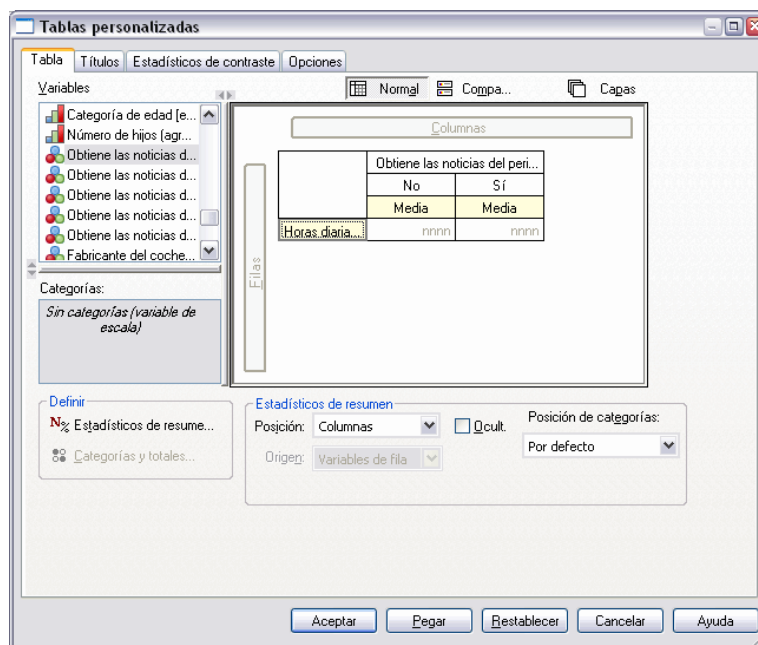 Tablas personalizadas
Tabla Títulos Estadísticos de contraste Opciones
Variables
Normal Compa... Capas
Categoría de edad [e...
Número de hijos (agr...
Obtiene las noticias d...
Obtiene las noticias d...
Obtiene las noticias d...
Obtiene las noticias d...
Obtiene las noticias d...
Fabricante del coche...
Columnas
Filas
Obtiene las noticias del peri...
No Sí
Media Media
Horas diaria... nnnn nnnn
Categorías:
Sin categorías (variable de
escala)
Definir
N% Estadísticos de resume...
Categorías y totales...
Estadísticos de resumen
Posición: Columnas Ocult.
Origen: Variables de fila
Posición de categorías:
Por defecto
Aceptar Pegar Restablecer Cancelar Ayuda